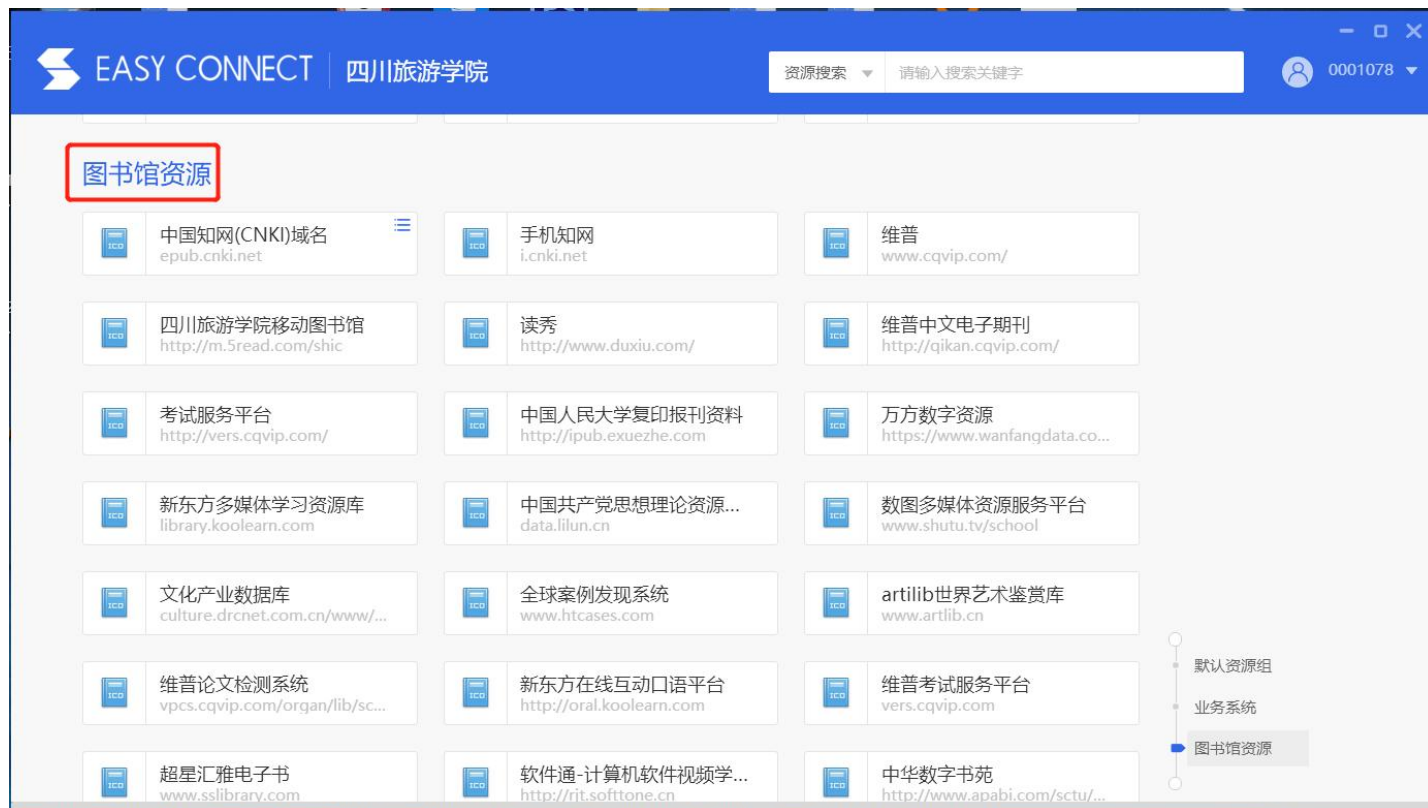 EASY CONNECT 四川旅游学院
资源搜索 请输入搜索关键字
0001078
图书馆资源
中国知网(CNKI)域名
epub.cnki.net
手机知网
i.cnki.net
维普
www.cqvip.com/
四川旅游学院移动图书馆
http://m.5read.com/shic
读秀
http://www.duxiu.com/
维普中文电子期刊
http://qikan.cqvip.com/
考试服务平台
http://vers.cqvip.com/
中国人民大学复印报刊资料
http://ipub.exuezhe.com
万方数字资源
https://www.wanfangdata.co...
新东方多媒体学习资源库
library.koolearn.com
中国共产党思想理论资源...
data.lilun.cn
数图多媒体资源服务平台
www.shutu.tv/school
文化产业数据库
culture.drcnet.com.cn/www/...
全球案例发现系统
www.htcases.com
artilib世界艺术鉴赏库
www.artlib.cn
维普论文检测系统
vpcs.cqvip.com/organ/lib/sc...
新东方在线互动口语平台
http://oral.koolearn.com
维普考试服务平台
vers.cqvip.com
超星汇雅电子书
www.sslibrary.com
软件通-计算机软件视频学...
http://rjt.softtone.cn
中华数字书苑
http://www.apabi.com/sctu/...
默认资源组
业务系统
图书馆资源